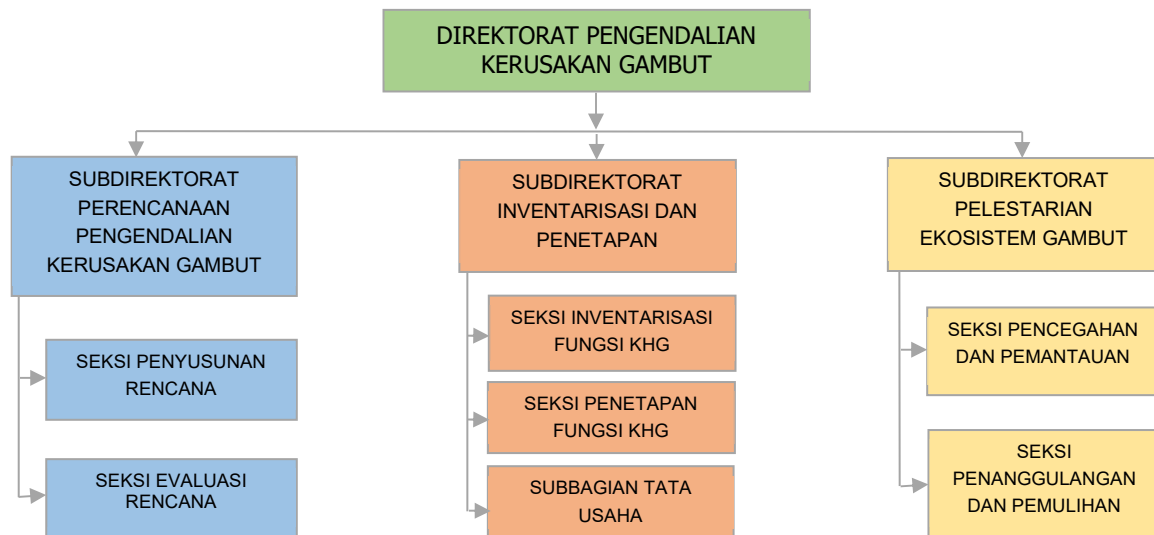 DIREKTORAT PENGENDALIAN
KERUSAKAN GAMBUT
SUBDIREKTORAT
PERENCANAAN
PENGENDALIAN
KERUSAKAN GAMBUT
SEKSI PENYUSUNAN
RENCANA
SEKSI EVALUASI
RENCANA
SUBDIREKTORAT
INVENTARISASI DAN
PENETAPAN
SEKSI INVENTARISASI
FUNGSI KHG
SEKSI PENETAPAN
FUNGSI KHG
SUBBAGIAN TATA
USAHA
SUBDIREKTORAT
PELESTARIAN
EKOSISTEM GAMBUT
SEKSI PENCEGAHAN
DAN PEMANTAUAN
SEKSI
PENANGGULANGAN
DAN PEMULIHAN